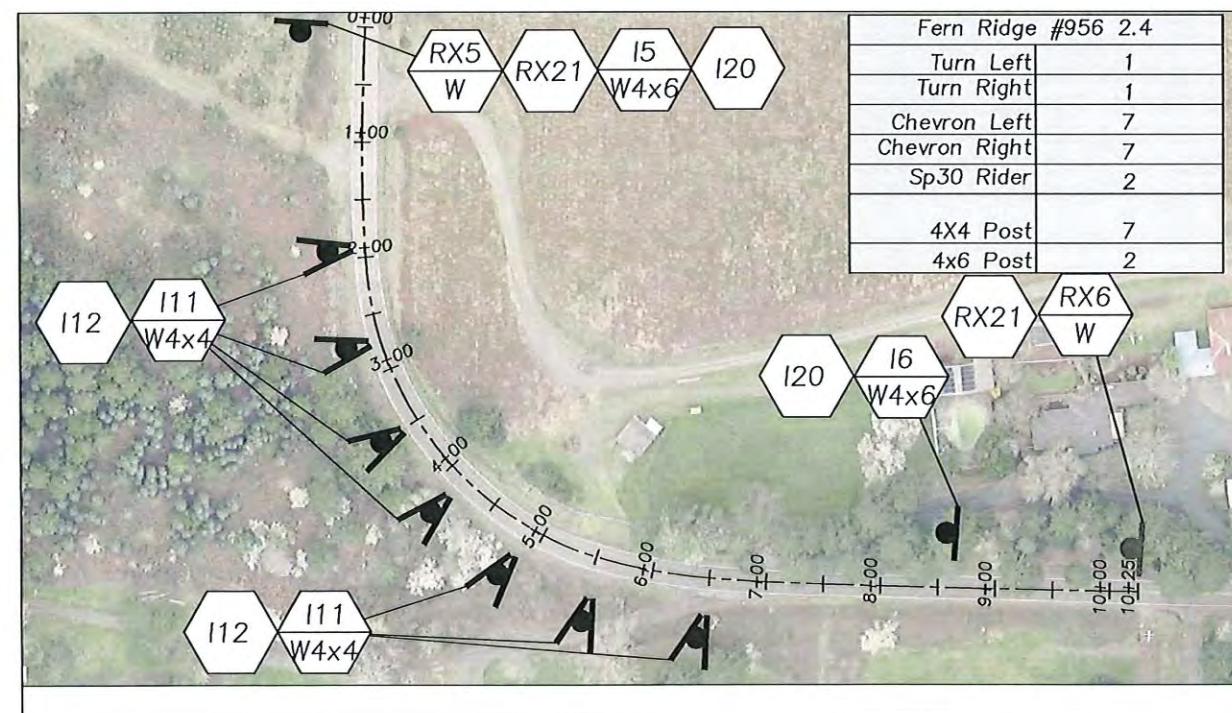 Fern Ridge #956 2.4
Turn Left 1
Turn Right 1
Chevron Left 7
Chevron Right 7
Sp30 Rider 2
4X4 Post 7
4x6 Post 2
0+00
RX5
W
RX21
I5
W4x6
I20
1+00
2+00
I12
I11
W4x4
3+00
4+00
5+00
6+00
7+00
8+00
9+00
10+00
10+25
I20
I6
W4x6
RX21
RX6
W
I12
I11
W4x4